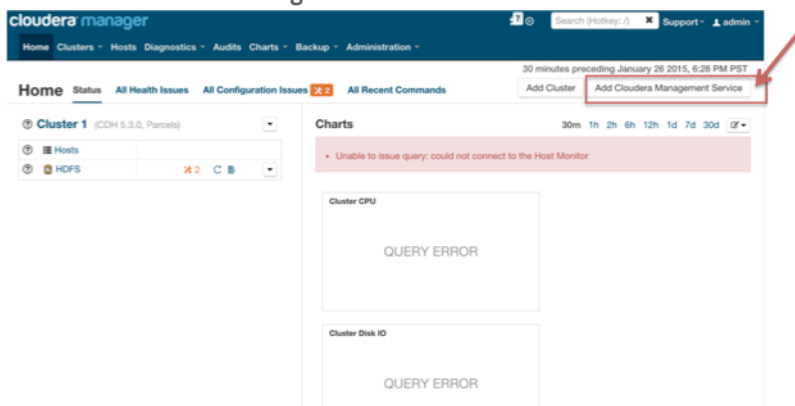 cloudera manager
7
Search (Hotkey: /)
Support
admin
Home Clusters Hosts Diagnostics Audits Charts Backup Administration
30 minutes preceding January 26 2015, 6:28 PM PST
Home Status All Health Issues All Configuration Issues 2 All Recent Commands
Add Cluster Add Cloudera Management Service
Cluster 1 (CDH 5.3.0, Parcels)
Charts
30m 1h 2h 6h 12h 1d 7d 30d
Hosts
HDFS 2
Unable to issue query: could not connect to the Host Monitor
Cluster CPU
QUERY ERROR
Cluster Disk IO
QUERY ERROR